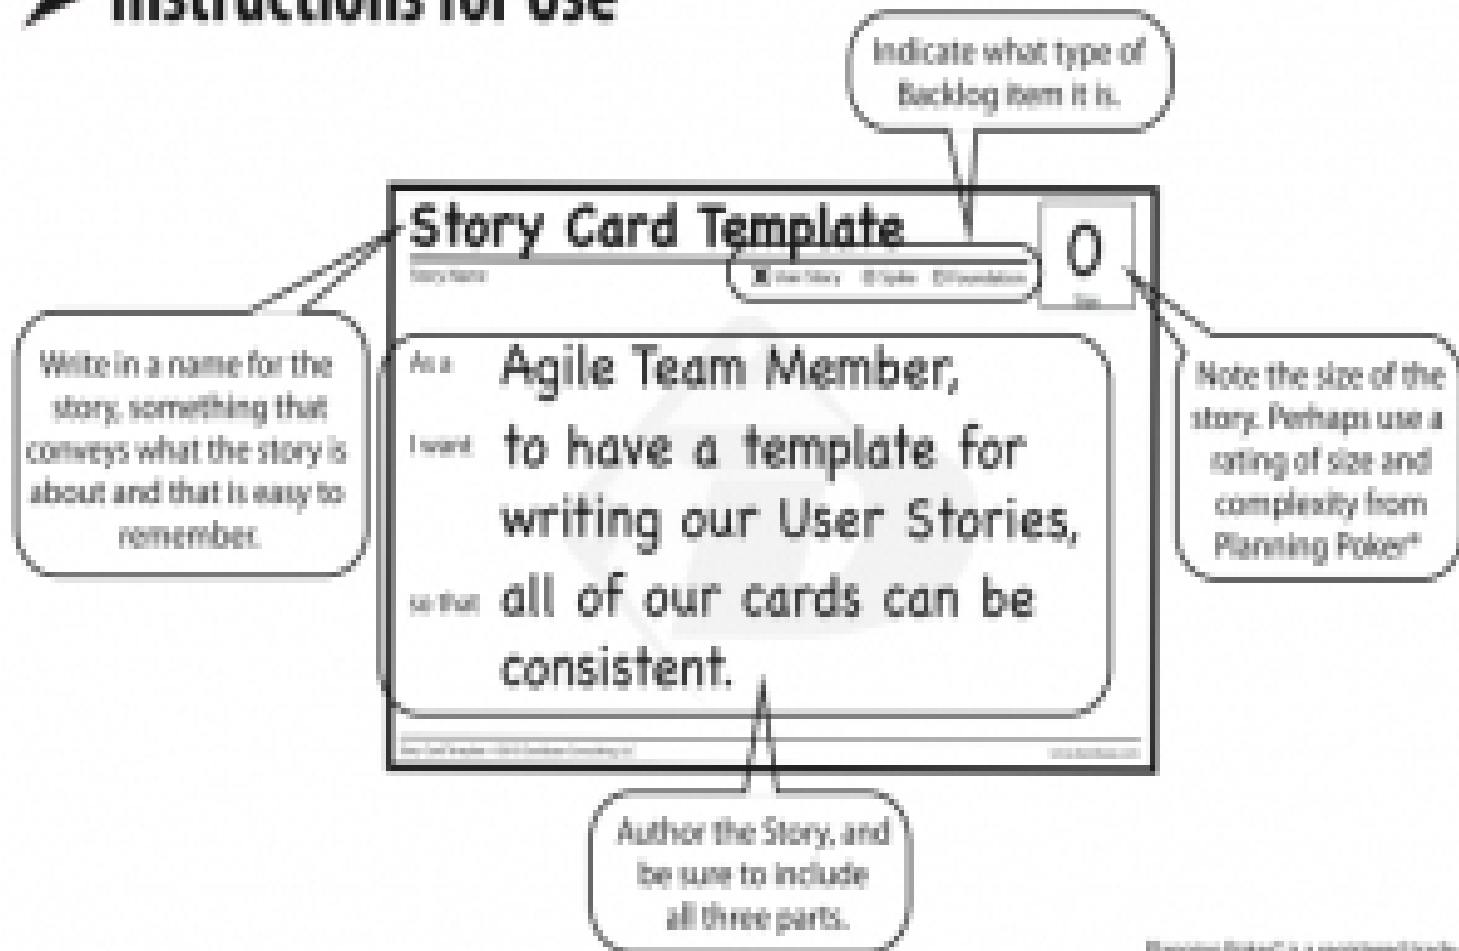 Instructions for Use
Indicate what type of
Backlog item it is.
Story Card Template
0
Story Name
User Story Spike Foundation
Size
Write in a name for the
story, something that
conveys what the story is
about and that is easy to
remember.
As a Agile Team Member,
I want to have a template for
writing our User Stories,
so that all of our cards can be
consistent.
Note the size of the
story. Perhaps use a
rating of size and
complexity from
Planning Poker®
Author the Story, and
be sure to include
all three parts.